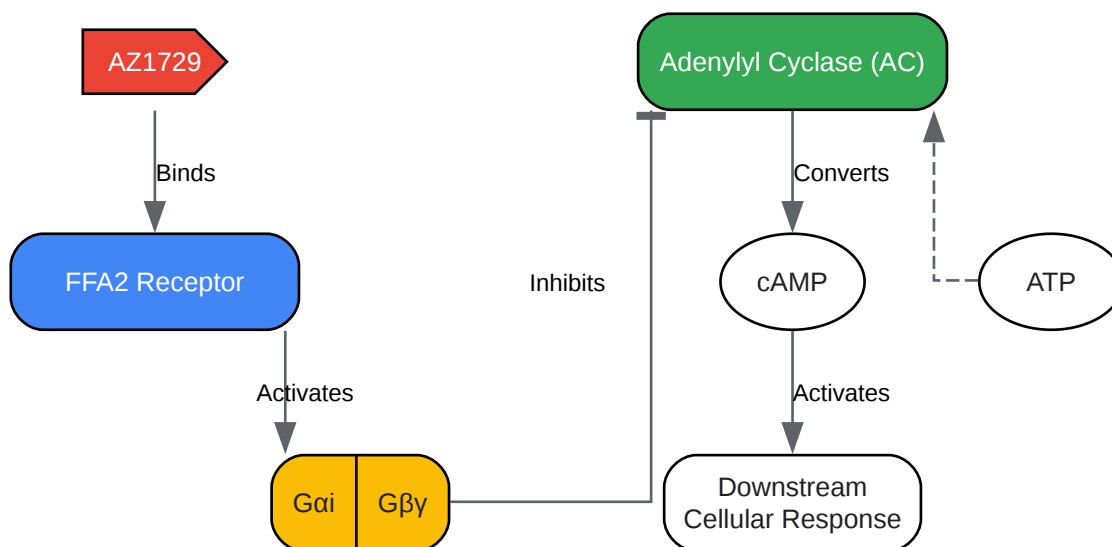 AZ1729
Adenylyl Cyclase (AC)
Binds
Converts
FFA2 Receptor
Inhibits
cAMP
ATP
Activates
Activates
Gαi
Gβγ
Downstream
Cellular Response